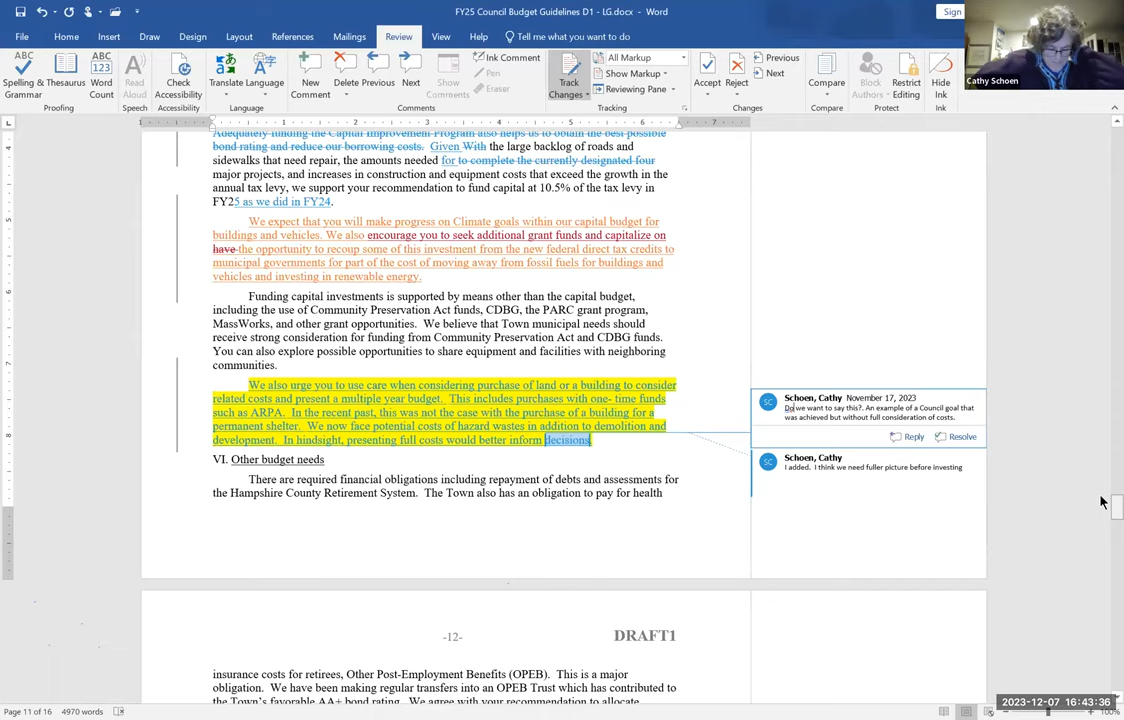 FY25 Council Budget Guidelines D1 - LG.docx - Word
Sign
File Home Insert Draw Design Layout References Mailings Review View Help Tell me what you want to do
Cathy Schoen
ABC
Spelling & Grammar
Thesaurus
ABC 123
Word Count
Proofing
Read Aloud
Speech
Check Accessibility
Accessibility
Translate
Language
Language
New Comment
Delete
Previous
Next
Show Comments
Ink Comment
Pen
Eraser
Comments
Track Changes
All Markup
Show Markup
Reviewing Pane
Tracking
Accept
Reject
Previous
Next
Changes
Compare
Compare
Block Authors
Restrict Editing
Protect
Hide Ink
Ink
Adequately funding the Capital Improvement Program also helps us to obtain the best possible
bond rating and reduce our borrowing costs. Given With the large backlog of roads and
sidewalks that need repair, the amounts needed for to complete the currently designated four
major projects, and increases in construction and equipment costs that exceed the growth in the
annual tax levy, we support your recommendation to fund capital at 10.5% of the tax levy in
FY25 as we did in FY24.
We expect that you will make progress on Climate goals within our capital budget for
buildings and vehicles. We also encourage you to seek additional grant funds and capitalize on
have the opportunity to recoup some of this investment from the new federal direct tax credits to
municipal governments for part of the cost of moving away from fossil fuels for buildings and
vehicles and investing in renewable energy.
Funding capital investments is supported by means other than the capital budget,
including the use of Community Preservation Act funds, CDBG, the PARC grant program,
MassWorks, and other grant opportunities. We believe that Town municipal needs should
receive strong consideration for funding from Community Preservation Act and CDBG funds.
You can also explore possible opportunities to share equipment and facilities with neighboring
communities.
We also urge you to use care when considering purchase of land or a building to consider
related costs and present a multiple year budget. This includes purchases with one- time funds
such as ARPA. In the recent past, this was not the case with the purchase of a building for a
permanent shelter. We now face potential costs of hazard wastes in addition to demolition and
development. In hindsight, presenting full costs would better inform decisions.
SC
Schoen, Cathy November 17, 2023
Do we want to say this?. An example of a Council goal that
was achieved but without full consideration of costs.
Reply Resolve
SC
Schoen, Cathy
I added. I think we need fuller picture before investing
VI. Other budget needs
There are required financial obligations including repayment of debts and assessments for
the Hampshire County Retirement System. The Town also has an obligation to pay for health
-12- DRAFT1
insurance costs for retirees, Other Post-Employment Benefits (OPEB). This is a major
obligation. We have been making regular transfers into an OPEB Trust which has contributed to
the Town's favorable AA+ bond rating. We agree with your recommendation to allocate
Page 11 of 16 4970 words
2023-12-07 16:43:36
100%